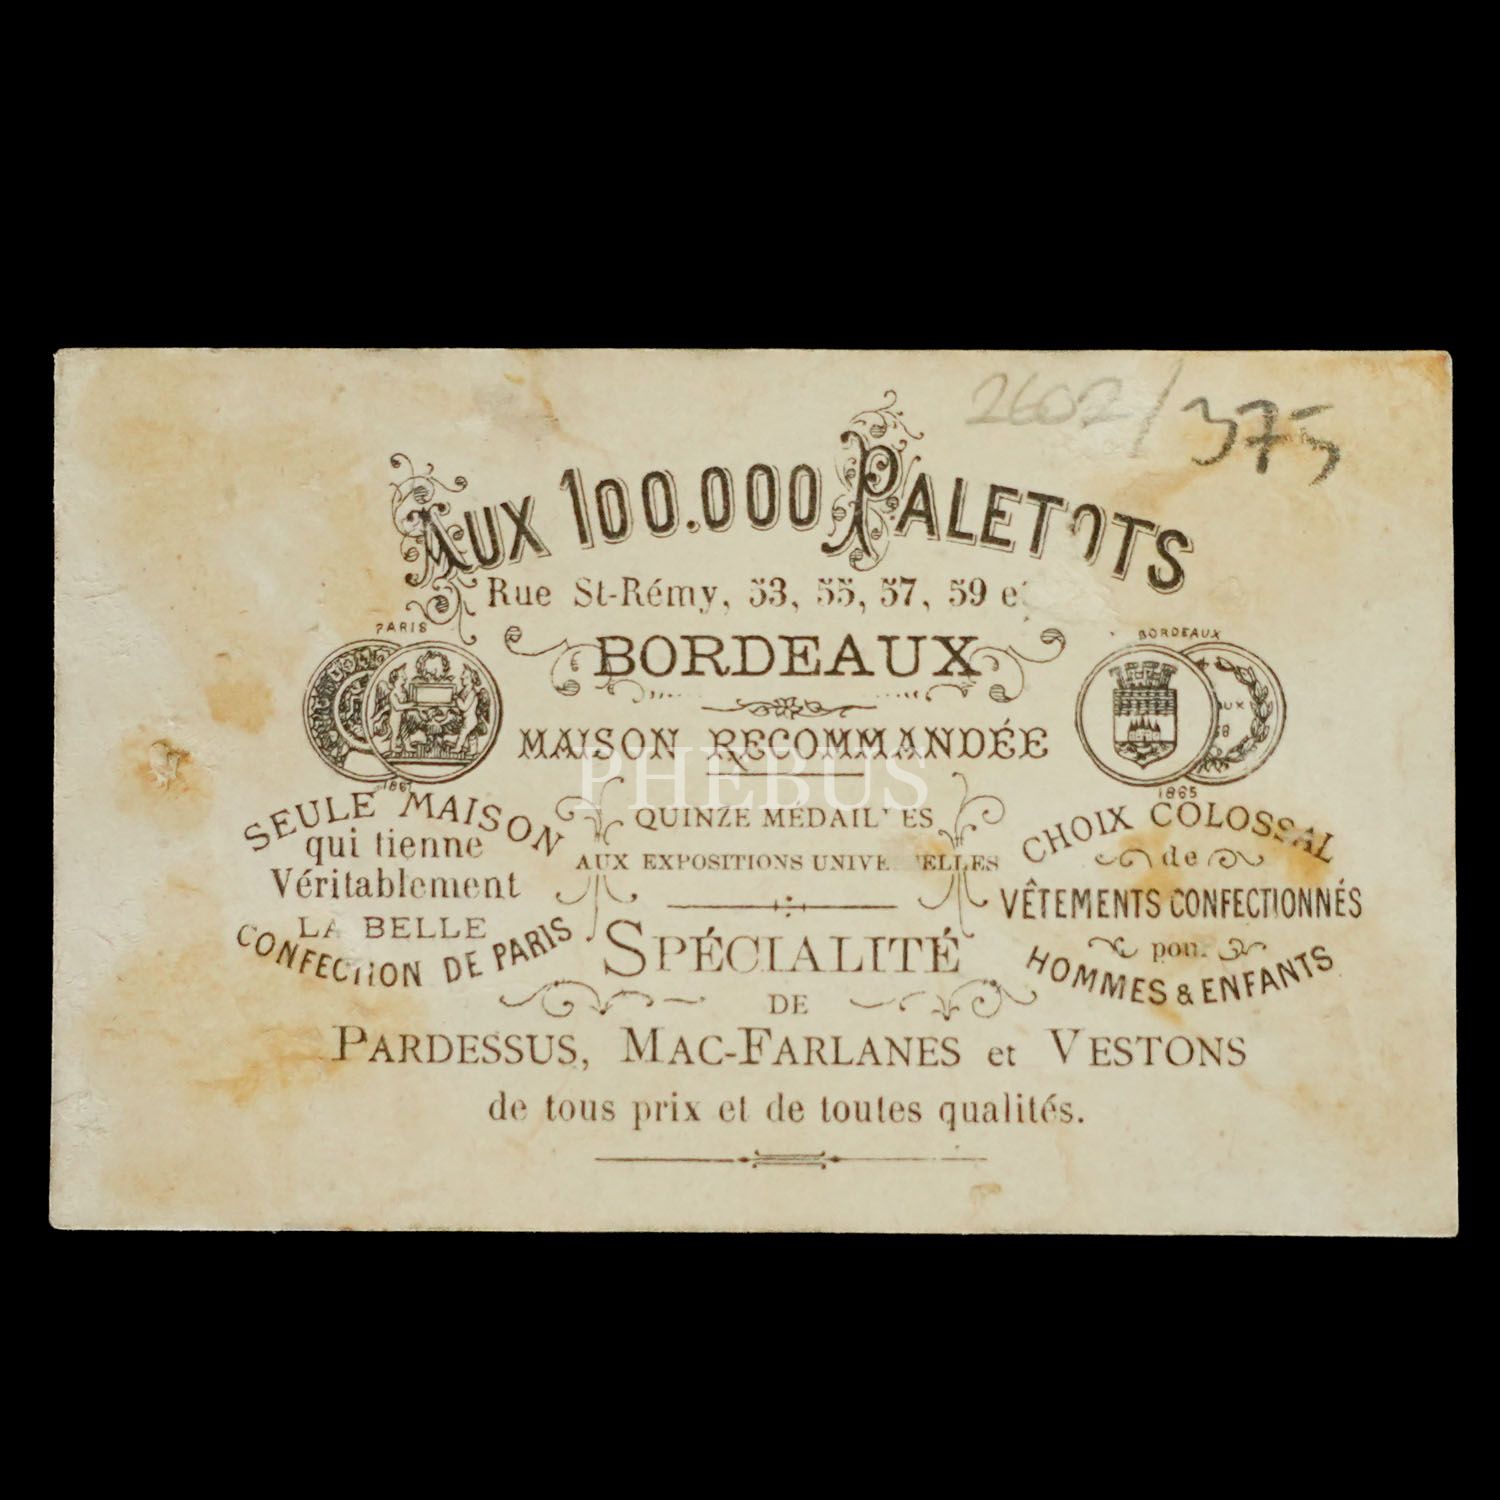 2602/375
AUX 100.000 PALETOTS
Rue St-Rémy, 53, 55, 57, 59
BORDEAUX
PARIS
1867
BORDEAUX
1865
MAISON RECOMMANDÉE
PHEBUS
QUINZE MEDAILLES
AUX EXPOSITIONS UNIVERSELLES
SEULE MAISON
qui tienne
Véritablement
LA BELLE
CONFECTION DE PARIS
CHOIX COLOSSAL
de
VÊTEMENTS CONFECTIONNÉS
pour
HOMMES & ENFANTS
SPÉCIALITÉ
DE
PARDESSUS, MAC-FARLANES et VESTONS
de tous prix et de toutes qualités.